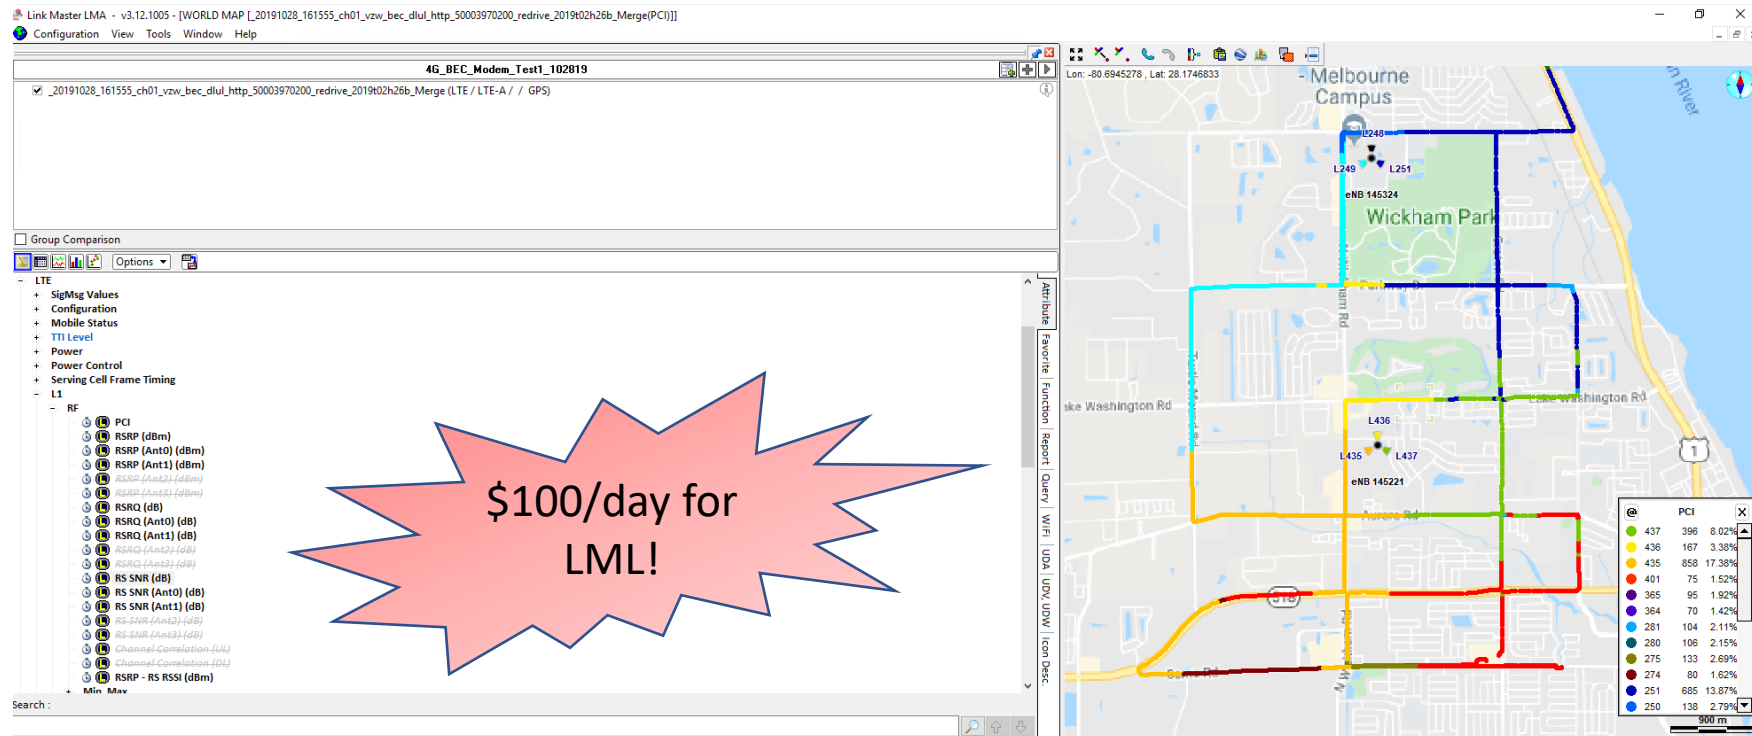 Link Master LMA - v3.12.1005 - [WORLD MAP [_20191028_161555_ch01_vzw_bec_dlul_http_50003970200_redrive_2019t02h26b_Merge(PCI)]]
Configuration View Tools Window Help
4G_BEC_Modem_Test1_102819
_20191028_161555_ch01_vzw_bec_dlul_http_50003970200_redrive_2019t02h26b_Merge (LTE / LTE-A / / GPS)
Group Comparison
Options
LTE
SigMsg Values
Configuration
Mobile Status
TTI Level
Power
Power Control
Serving Cell Frame Timing
L1
RF
PCI
RSRP (dBm)
RSRP (Ant0) (dBm)
RSRP (Ant1) (dBm)
RSRP (Ant2) (dBm)
RSRP (Ant3) (dBm)
RSRQ (dB)
RSRQ (Ant0) (dB)
RSRQ (Ant1) (dB)
RSRQ (Ant2) (dB)
RSRQ (Ant3) (dB)
RS SNR (dB)
RS SNR (Ant0) (dB)
RS SNR (Ant1) (dB)
RS SNR (Ant2) (dB)
RS SNR (Ant3) (dB)
Channel Correlation (UL)
Channel Correlation (DL)
RSRP - RS RSSI (dBm)
Min, Max
Search :
$100/day for
LML!
Attribute
Favorite
Function
Report
Query
WiFi
UDA
UDV, UDW
Icon Desc.
Lon: -80.6945278 , Lat: 28.1746833
- Melbourne
Campus
River
L248
L249 L251
eNB 145324
Wickham Park
Parkway Dr
ham Rd
ke Washington Rd
Lake Washington Rd
L436
L435 L437
eNB 145221
1
Aurora Rd
518
@ PCI X
437 396 8.02%
436 167 3.38%
435 858 17.38%
401 75 1.52%
365 95 1.92%
364 70 1.42%
281 104 2.11%
280 106 2.15%
275 133 2.69%
274 80 1.62%
251 685 13.87%
250 138 2.79%
900 m